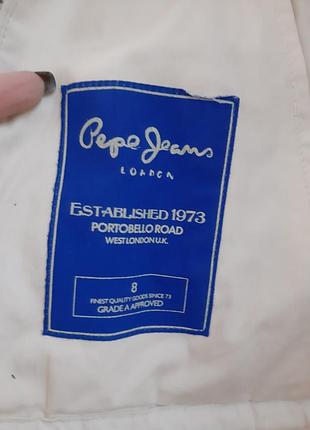 Pepe Jeans
LONDON
ESTABLISHED 1973
PORTOBELLO ROAD
WEST LONDON U.K.
8
FINEST QUALITY GOODS SINCE 73
GRADE A APPROVED